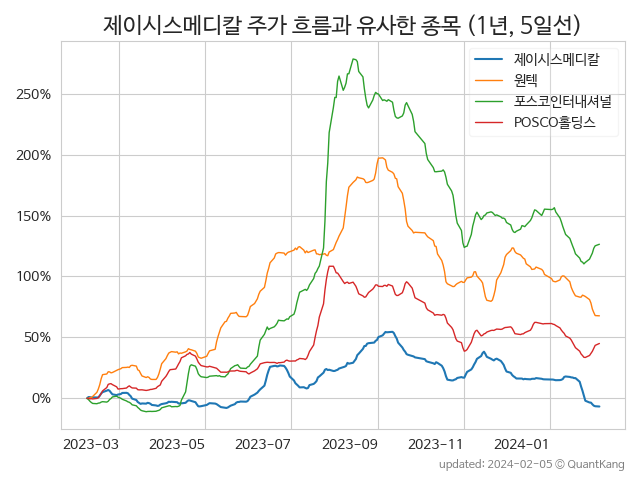 제이시스메디칼 주가 흐름과 유사한 종목 (1년, 5일선)
제이시스메디칼
원텍
포스코인터내셔널
POSCO홀딩스
250%
200%
150%
100%
50%
0%
2023-03 2023-05 2023-07 2023-09 2023-11 2024-01
updated: 2024-02-05 © QuantKang